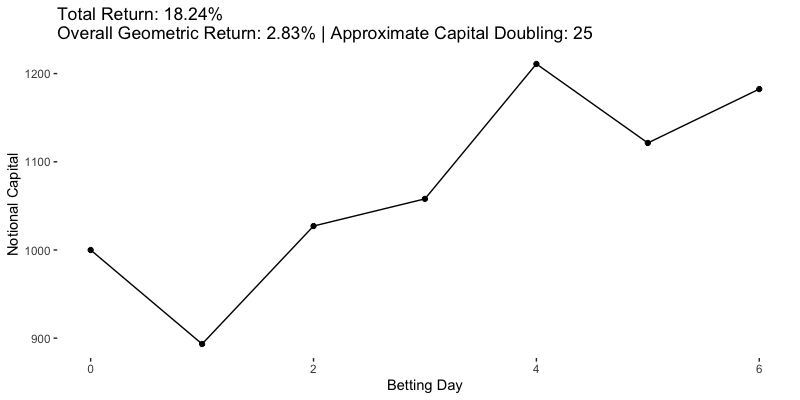 Total Return: 18.24%
Overall Geometric Return: 2.83% | Approximate Capital Doubling: 25
1200
1100
1000
900
Notional Capital
0 2 4 6
Betting Day